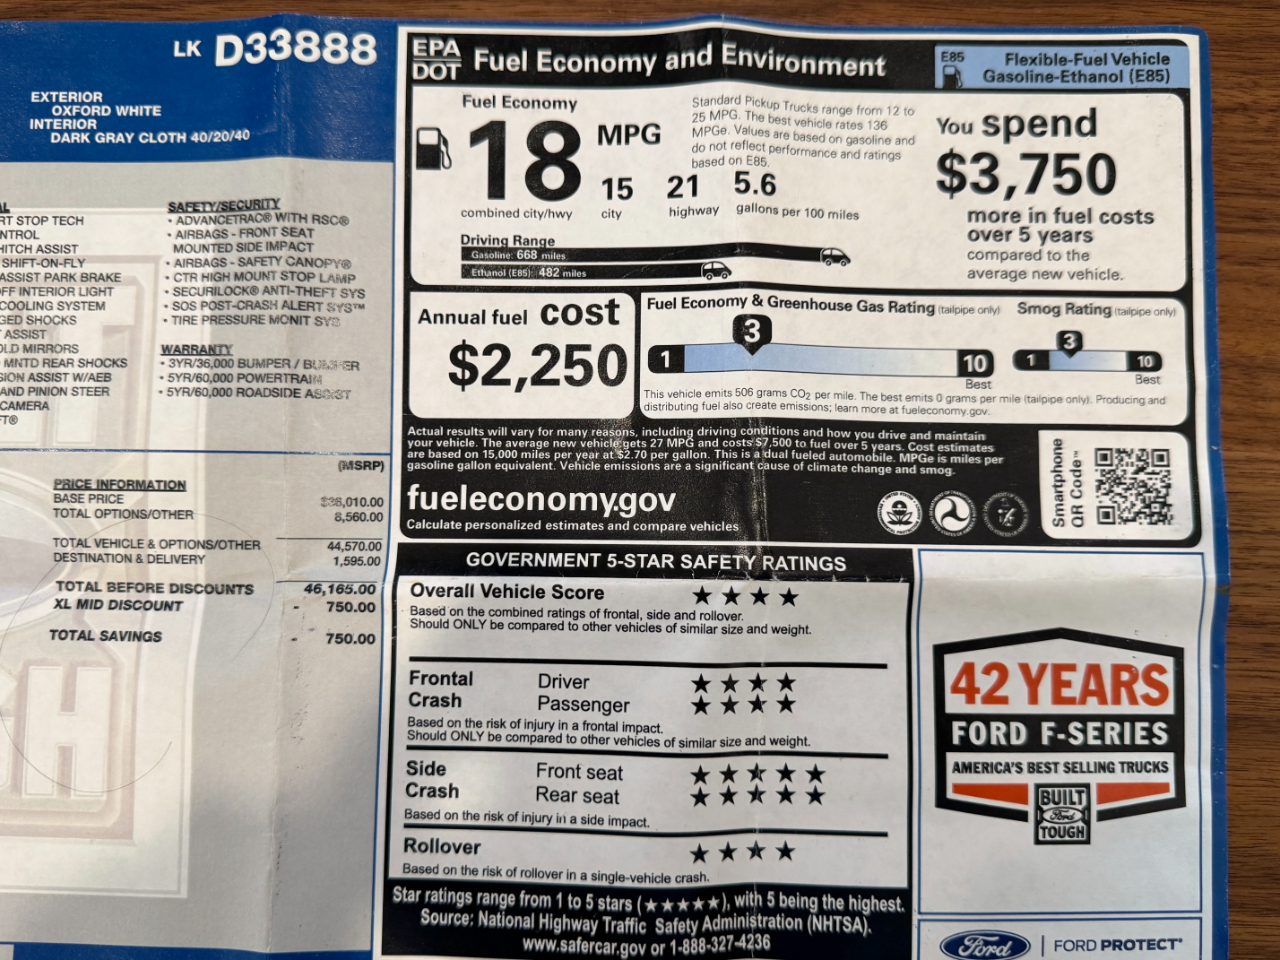 LK D33888
EXTERIOR
OXFORD WHITE
INTERIOR
DARK GRAY CLOTH 40/20/40
RT STOP TECH
NTROL
HITCH ASSIST
SHIFT-ON-FLY
ASSIST PARK BRAKE
FF INTERIOR LIGHT
COOLING SYSTEM
GED SHOCKS
ASSIST
OLD MIRRORS
MNTD REAR SHOCKS
ION ASSIST W/AEB
AND PINION STEER
CAMERA
FT®
SAFETY/SECURITY
• ADVANCETRAC® WITH RSC®
• AIRBAGS - FRONT SEAT
MOUNTED SIDE IMPACT
• AIRBAGS - SAFETY CANOPY®
• CTR HIGH MOUNT STOP LAMP
• SECURILOCK® ANTI-THEFT SYS
• SOS POST-CRASH ALERT SYS™
• TIRE PRESSURE MONIT SYS
WARRANTY
• 3YR/36,000 BUMPER / BUMPER
• 5YR/60,000 POWERTRAIN
• 5YR/60,000 ROADSIDE ASSIST
(MSRP)
PRICE INFORMATION
BASE PRICE $36,010.00
TOTAL OPTIONS/OTHER 8,560.00
TOTAL VEHICLE & OPTIONS/OTHER 44,570.00
DESTINATION & DELIVERY 1,595.00
TOTAL BEFORE DISCOUNTS 46,165.00
XL MID DISCOUNT - 750.00
TOTAL SAVINGS - 750.00
EPA
DOT
Fuel Economy and Environment
E85
Flexible-Fuel Vehicle
Gasoline-Ethanol (E85)
Fuel Economy
18 MPG
combined city/hwy
15
city
21
highway
5.6
gallons per 100 miles
Standard Pickup Trucks range from 12 to
25 MPG. The best vehicle rates 136
MPGe. Values are based on gasoline and
do not reflect performance and ratings
based on E85.
Driving Range
Gasoline: 668 miles
Ethanol (E85): 482 miles
You spend
$3,750
more in fuel costs
over 5 years
compared to the
average new vehicle.
Annual fuel cost
$2,250
Fuel Economy & Greenhouse Gas Rating (tailpipe only)
3
1
10
Best
Smog Rating (tailpipe only)
3
1
10
Best
This vehicle emits 506 grams CO2 per mile. The best emits 0 grams per mile (tailpipe only). Producing and
distributing fuel also create emissions; learn more at fueleconomy.gov.
Actual results will vary for many reasons, including driving conditions and how you drive and maintain
your vehicle. The average new vehicle gets 27 MPG and costs $7,500 to fuel over 5 years. Cost estimates
are based on 15,000 miles per year at $2.70 per gallon. This is a dual fueled automobile. MPGe is miles per
gasoline gallon equivalent. Vehicle emissions are a significant cause of climate change and smog.
fueleconomy.gov
Calculate personalized estimates and compare vehicles
Smartphone
QR Code™
GOVERNMENT 5-STAR SAFETY RATINGS
Overall Vehicle Score ★★★★
Based on the combined ratings of frontal, side and rollover.
Should ONLY be compared to other vehicles of similar size and weight.
Frontal Driver ★★★★
Crash Passenger ★★★★
Based on the risk of injury in a frontal impact.
Should ONLY be compared to other vehicles of similar size and weight.
Side Front seat ★★★★★
Crash Rear seat ★★★★★
Based on the risk of injury in a side impact.
Rollover ★★★★
Based on the risk of rollover in a single-vehicle crash.
Star ratings range from 1 to 5 stars (★★★★★), with 5 being the highest.
Source: National Highway Traffic Safety Administration (NHTSA).
www.safercar.gov or 1-888-327-4236
42 YEARS
FORD F-SERIES
AMERICA'S BEST SELLING TRUCKS
BUILT
Ford
TOUGH
Ford
FORD PROTECT